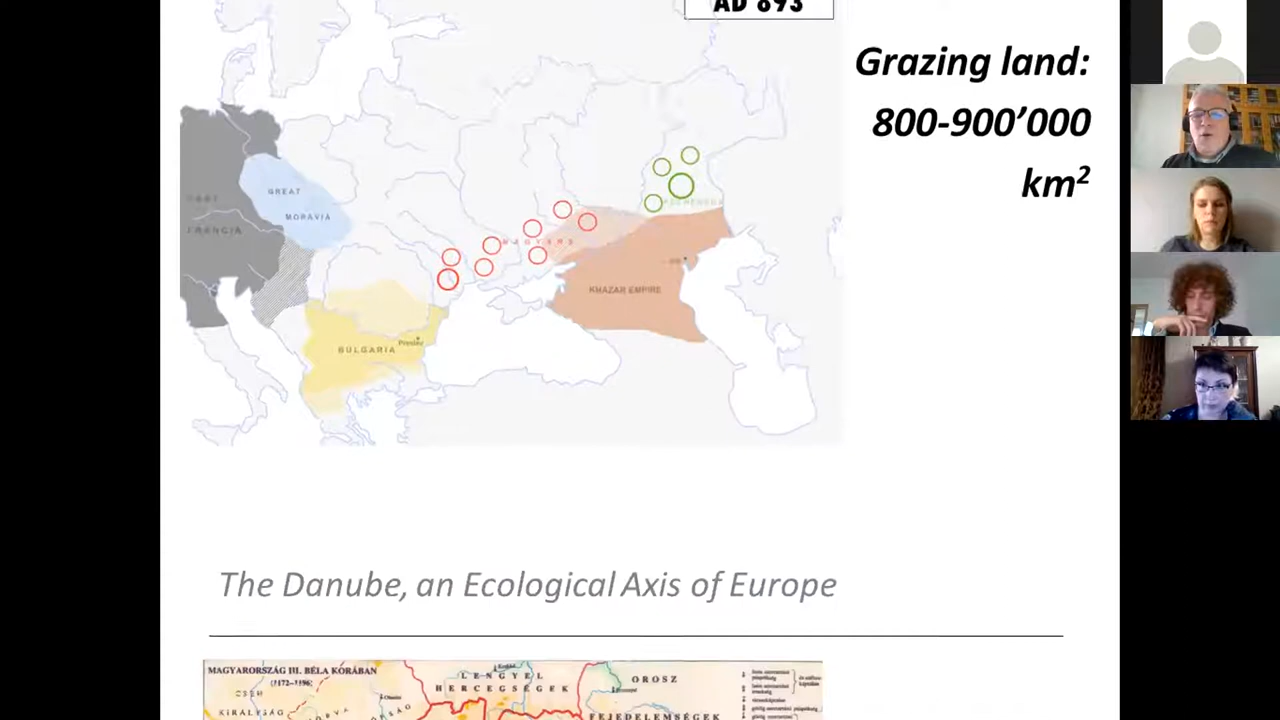 AD 893
Grazing land:
800-900'000
km²
GREAT
MORAVIA
FRANCIA
MAGYARS
KHAZAR EMPIRE
BULGARIA
Preslav
The Danube, an Ecological Axis of Europe
MAGYARORSZÁG III. BÉLA KORÁBAN
(1172–1196)
LENGYEL
HERCEGSÉGEK
OROSZ
FEJEDELEMSÉGEK
CSEH
KIRÁLYSÁG